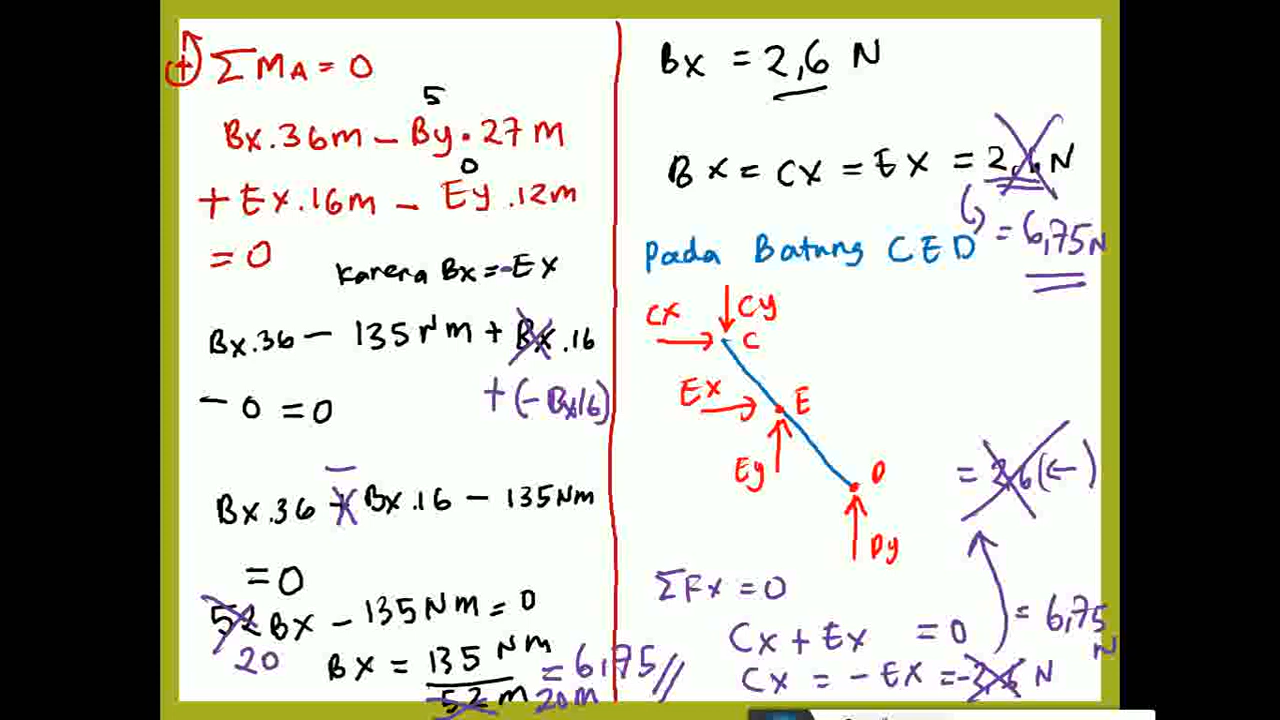 + ΣMA = 0
5
Bx.36m - By.27m
0
+ Ex.16m - Ey.12m
= 0
karena Bx = -Ex
Bx.36 - 135 Nm + Bx.16
- 0 = 0
+ (-Bx16)
-
Bx.36 + Bx.16 - 135Nm
= 0
52 Bx - 135 Nm = 0
20
Bx = 135 Nm = 6,75 //
52 m 20m
Bx = 2,6 N
Bx = Cx = Ex = 2,6 N
= 6,75 N
Pada Batang CED
Cx
Cy
C
Ex
E
Ey
D
Dy
= 2,6 (←)
ΣFx = 0
Cx + Ex = 0
= 6,75 N
Cx = -Ex = -2,6 N